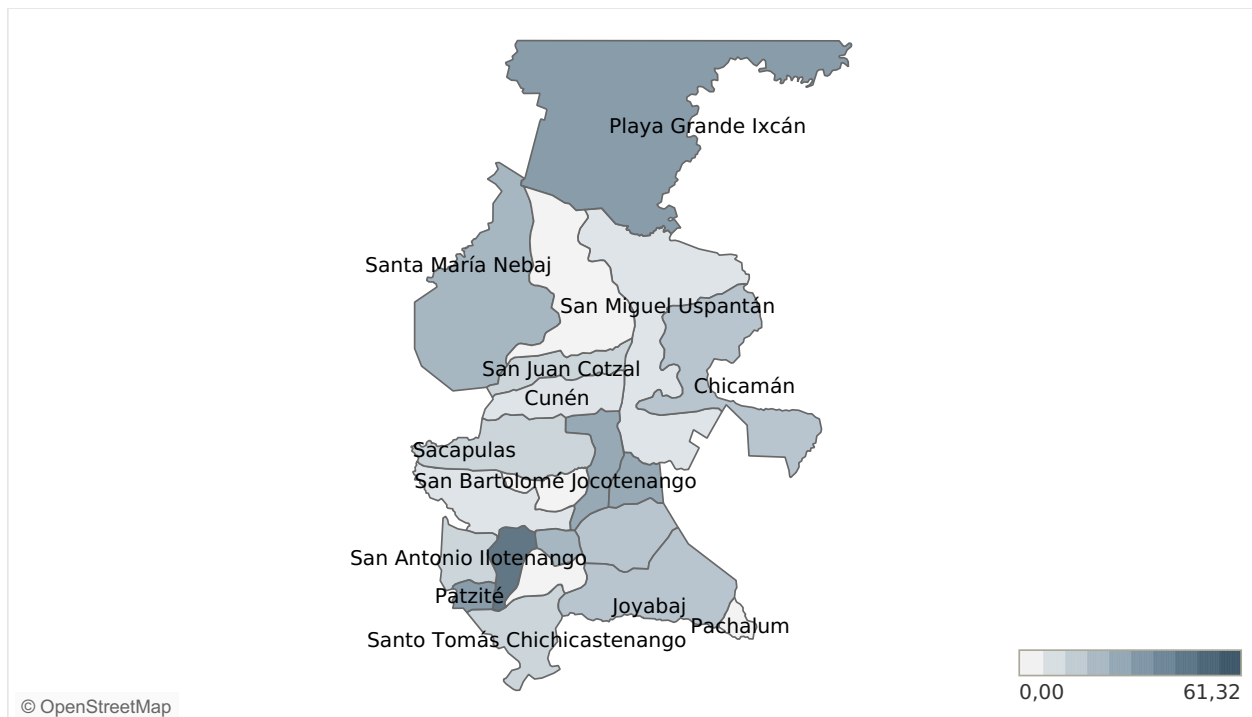 Playa Grande Ixcán
Santa María Nebaj
San Miguel Uspantán
San Juan Cotzal
Chicamán
Cunén
Sacapulas
San Bartolomé Jocotenango
San Antonio Ilotenango
Patzité
Joyabaj
Pachalum
Santo Tomás Chichicastenango
0,00 61,32
© OpenStreetMap